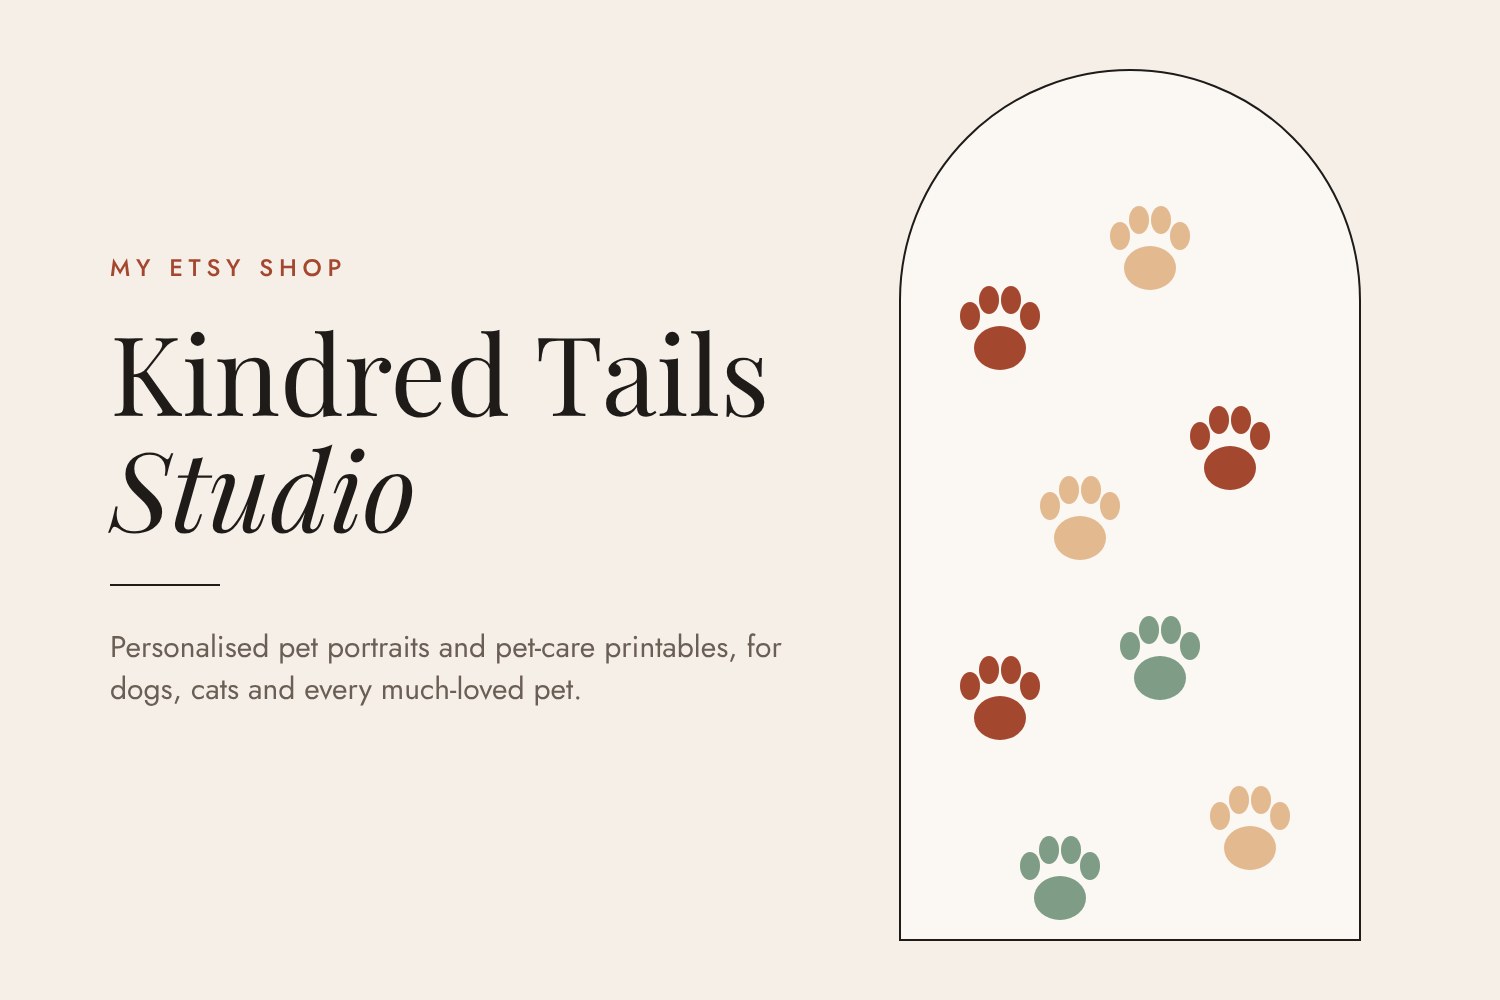 MY ETSY SHOP
Kindred Tails
Studio
Personalised pet portraits and pet-care printables, for
dogs, cats and every much-loved pet.